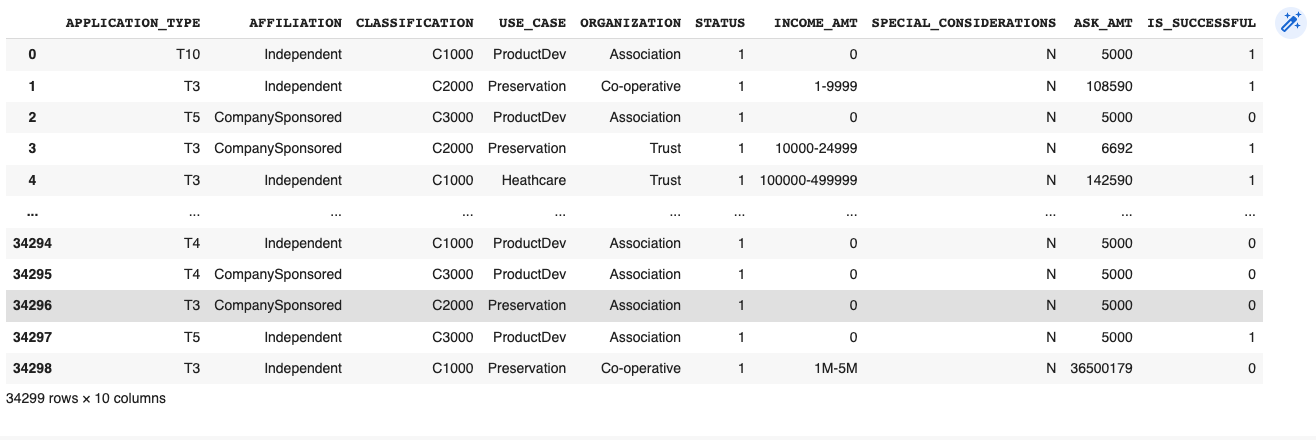 APPLICATION_TYPE AFFILIATION CLASSIFICATION USE_CASE ORGANIZATION STATUS INCOME_AMT SPECIAL_CONSIDERATIONS ASK_AMT IS_SUCCESSFUL
0 T10 Independent C1000 ProductDev Association 1 0 N 5000 1
1 T3 Independent C2000 Preservation Co-operative 1 1-9999 N 108590 1
2 T5 CompanySponsored C3000 ProductDev Association 1 0 N 5000 0
3 T3 CompanySponsored C2000 Preservation Trust 1 10000-24999 N 6692 1
4 T3 Independent C1000 Heathcare Trust 1 100000-499999 N 142590 1
... ... ... ... ... ... ... ... ... ... ...
34294 T4 Independent C1000 ProductDev Association 1 0 N 5000 0
34295 T4 CompanySponsored C3000 ProductDev Association 1 0 N 5000 0
34296 T3 CompanySponsored C2000 Preservation Association 1 0 N 5000 0
34297 T5 Independent C3000 ProductDev Association 1 0 N 5000 1
34298 T3 Independent C1000 Preservation Co-operative 1 1M-5M N 36500179 0
34299 rows × 10 columns